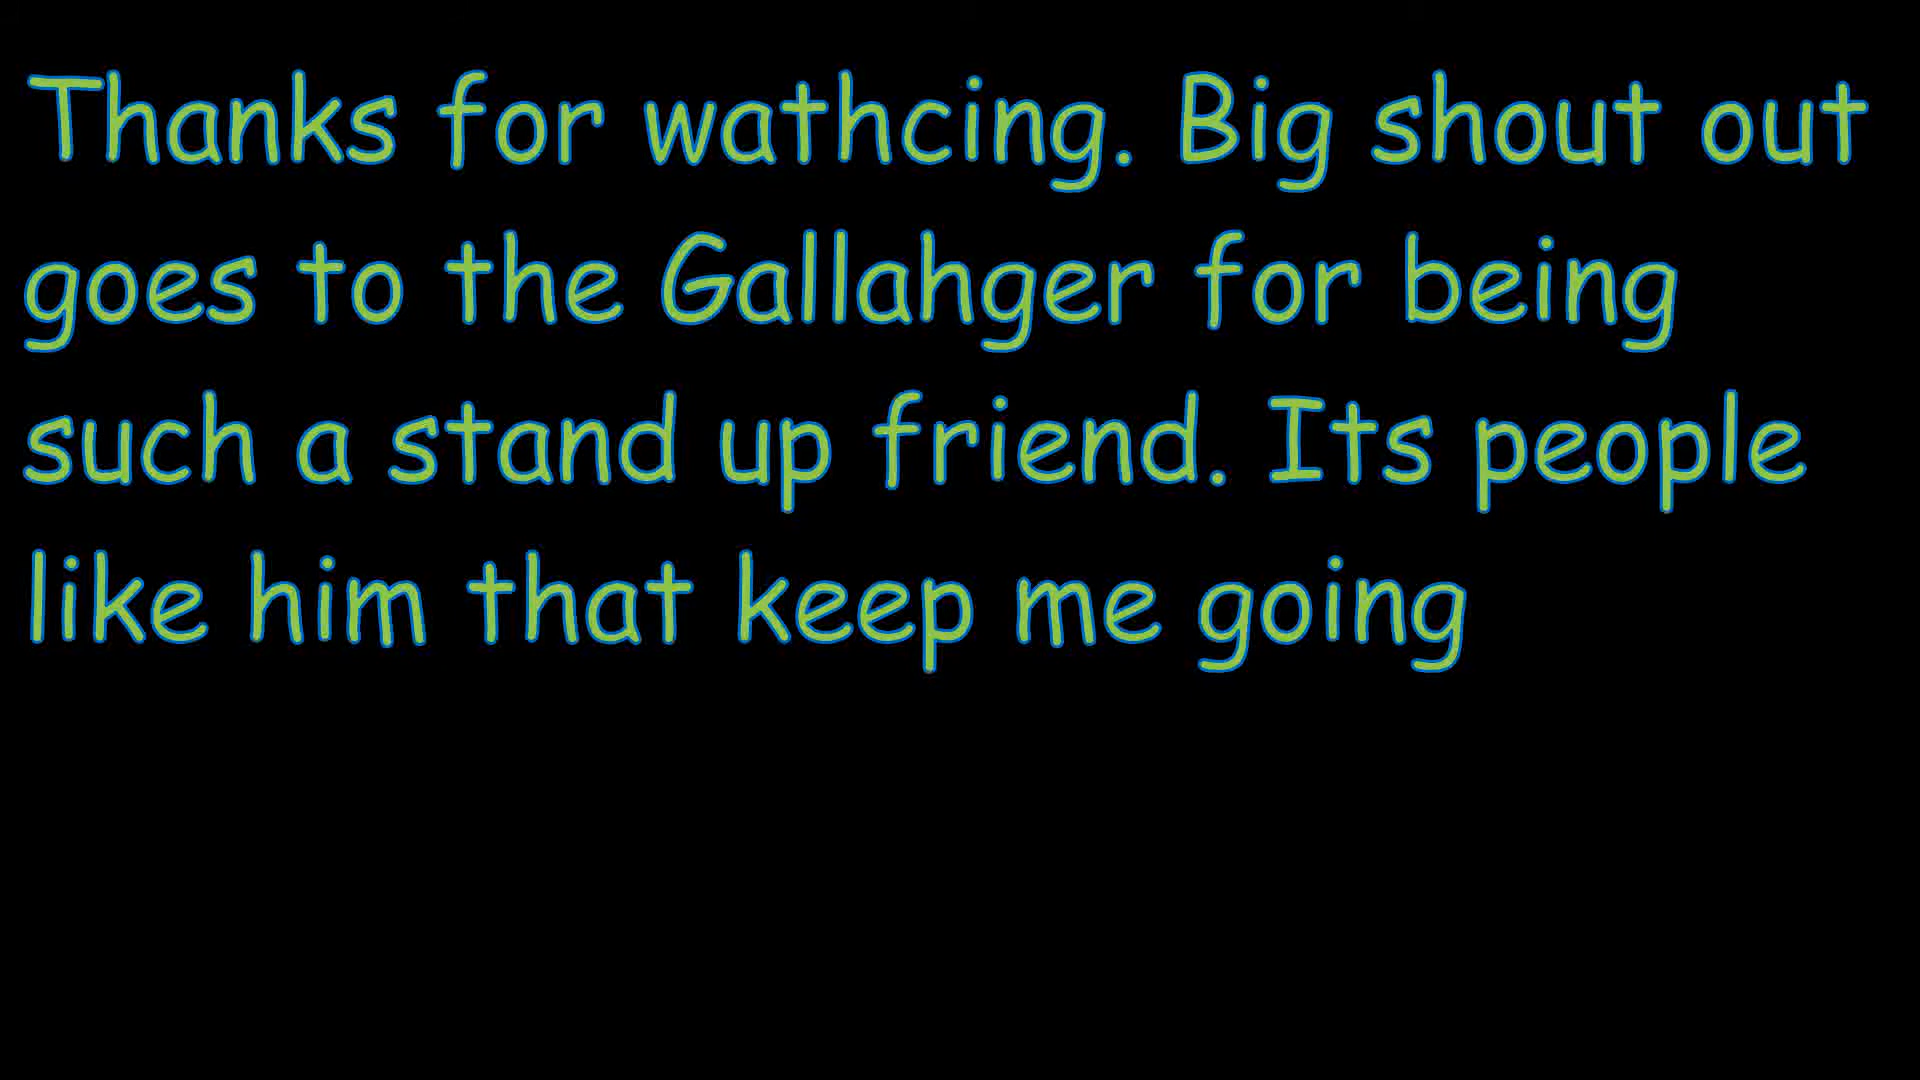 Thanks for wathcing. Big shout out
goes to the Gallahger for being
such a stand up friend. Its people
like him that keep me going